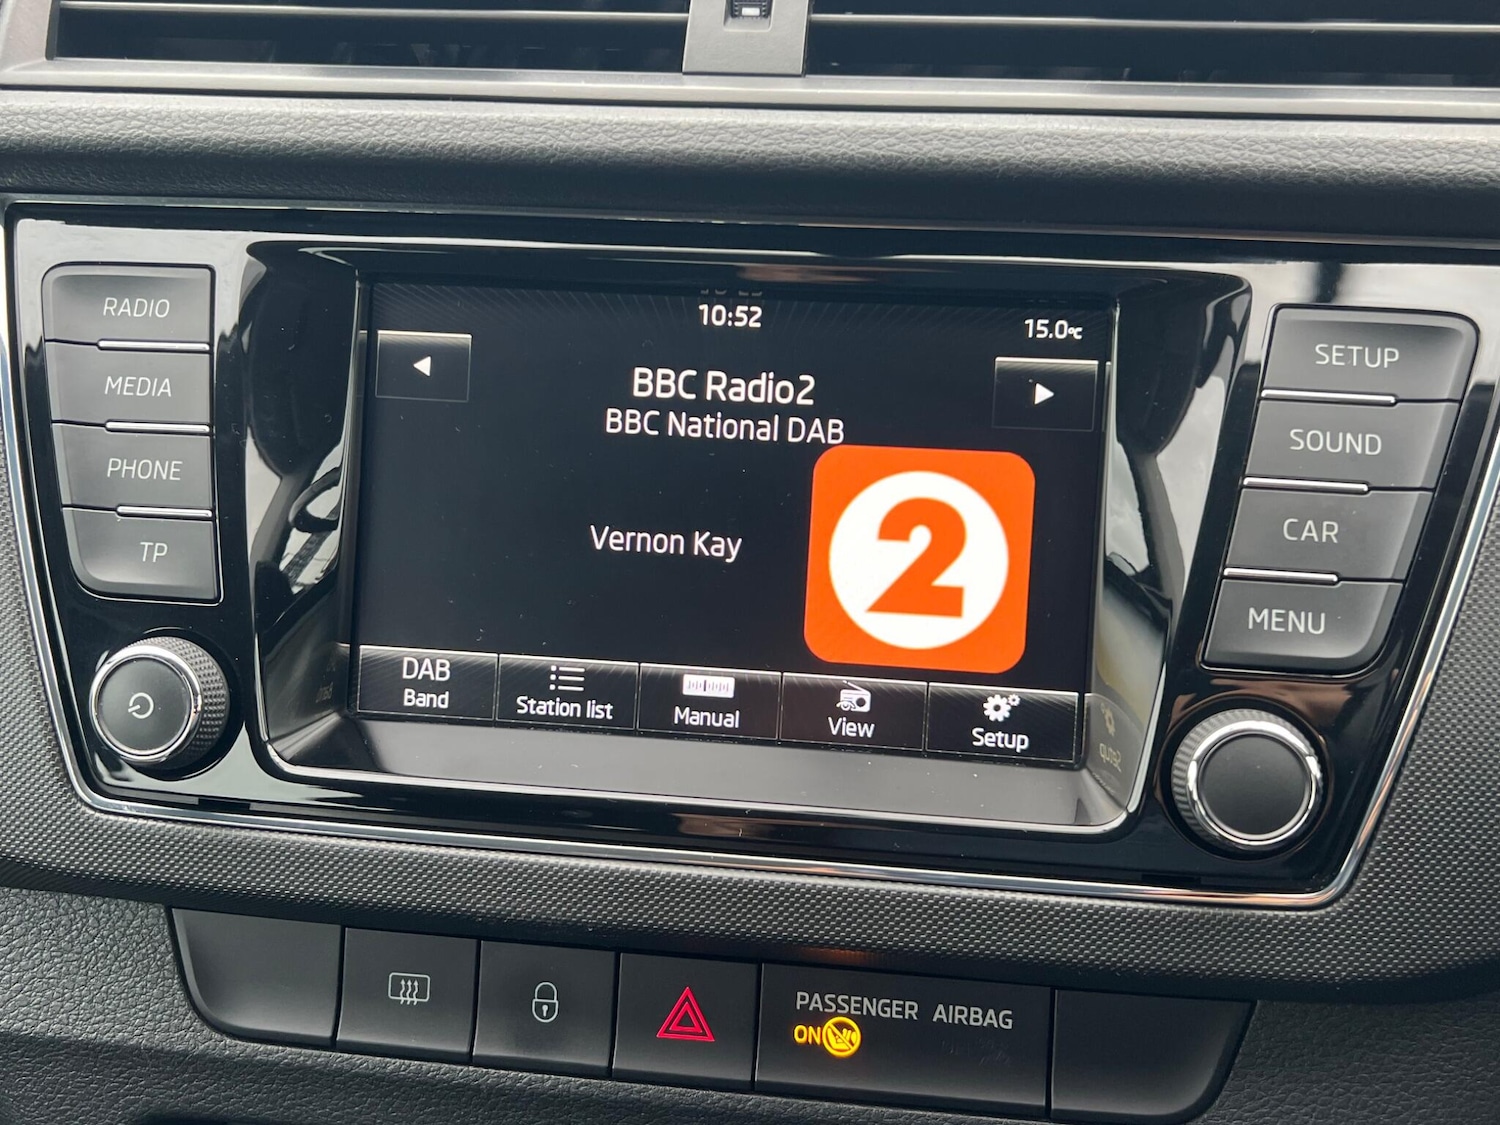 RADIO
MEDIA
PHONE
TP
10:52
15.0°C
BBC Radio2
BBC National DAB
Vernon Kay
2
DAB
Band
Station list
Manual
View
Setup
SETUP
SOUND
CAR
MENU
PASSENGER AIRBAG
ON